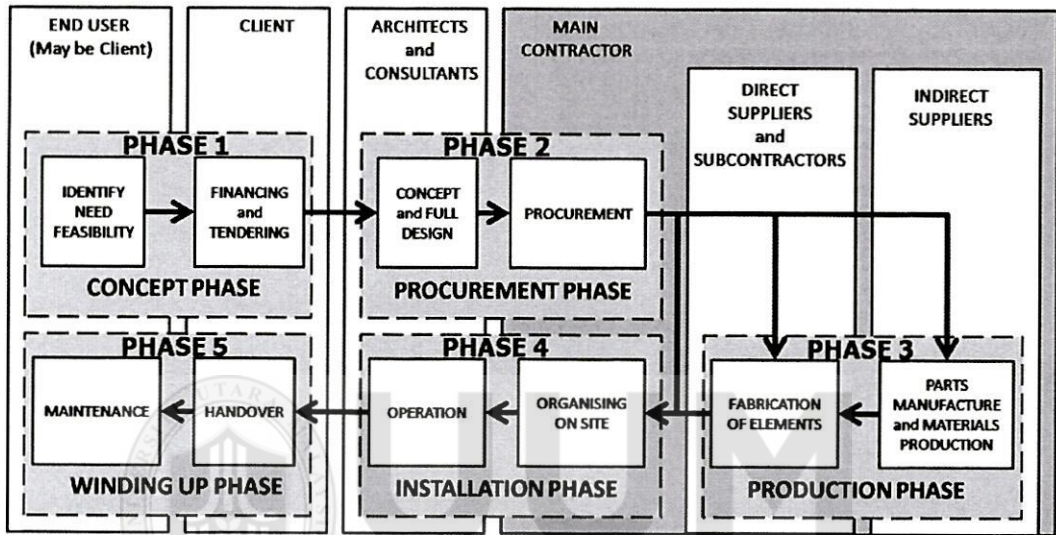 END USER
(May be Client)
CLIENT
ARCHITECTS
and
CONSULTANTS
MAIN
CONTRACTOR
DIRECT
SUPPLIERS
and
SUBCONTRACTORS
INDIRECT
SUPPLIERS
PHASE 1
IDENTIFY
NEED
FEASIBILITY
FINANCING
and
TENDERING
CONCEPT PHASE
PHASE 2
CONCEPT
and FULL
DESIGN
PROCUREMENT
PROCUREMENT PHASE
PHASE 3
FABRICATION
OF ELEMENTS
PARTS
MANUFACTURE
and MATERIALS
PRODUCTION
PRODUCTION PHASE
PHASE 4
OPERATION
ORGANISING
ON SITE
INSTALLATION PHASE
PHASE 5
MAINTENANCE
HANDOVER
WINDING UP PHASE
UUM